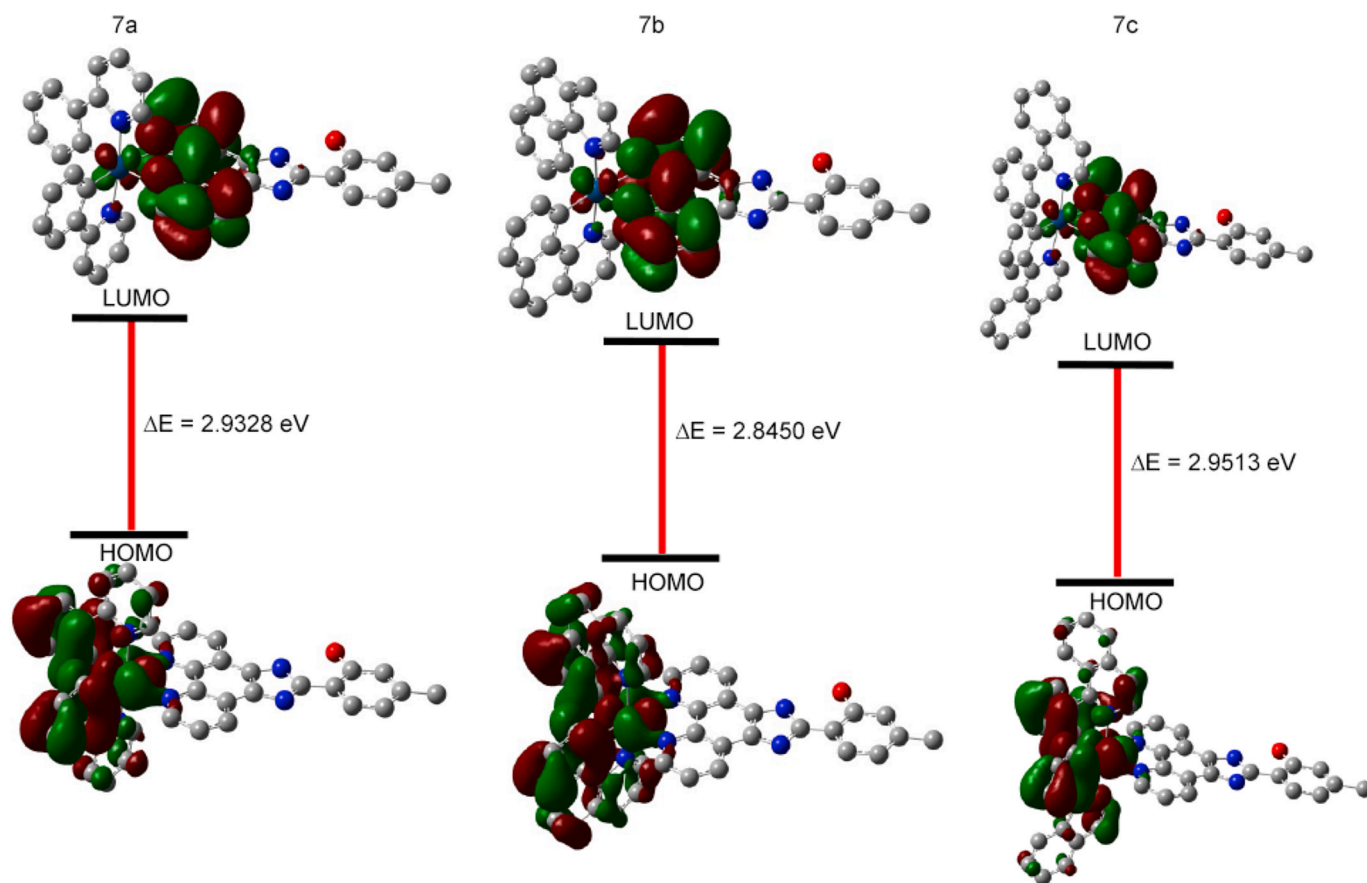 7a
7b
7c
LUMO
LUMO
LUMO
ΔE = 2.9328 eV
ΔE = 2.8450 eV
ΔE = 2.9513 eV
HOMO
HOMO
HOMO